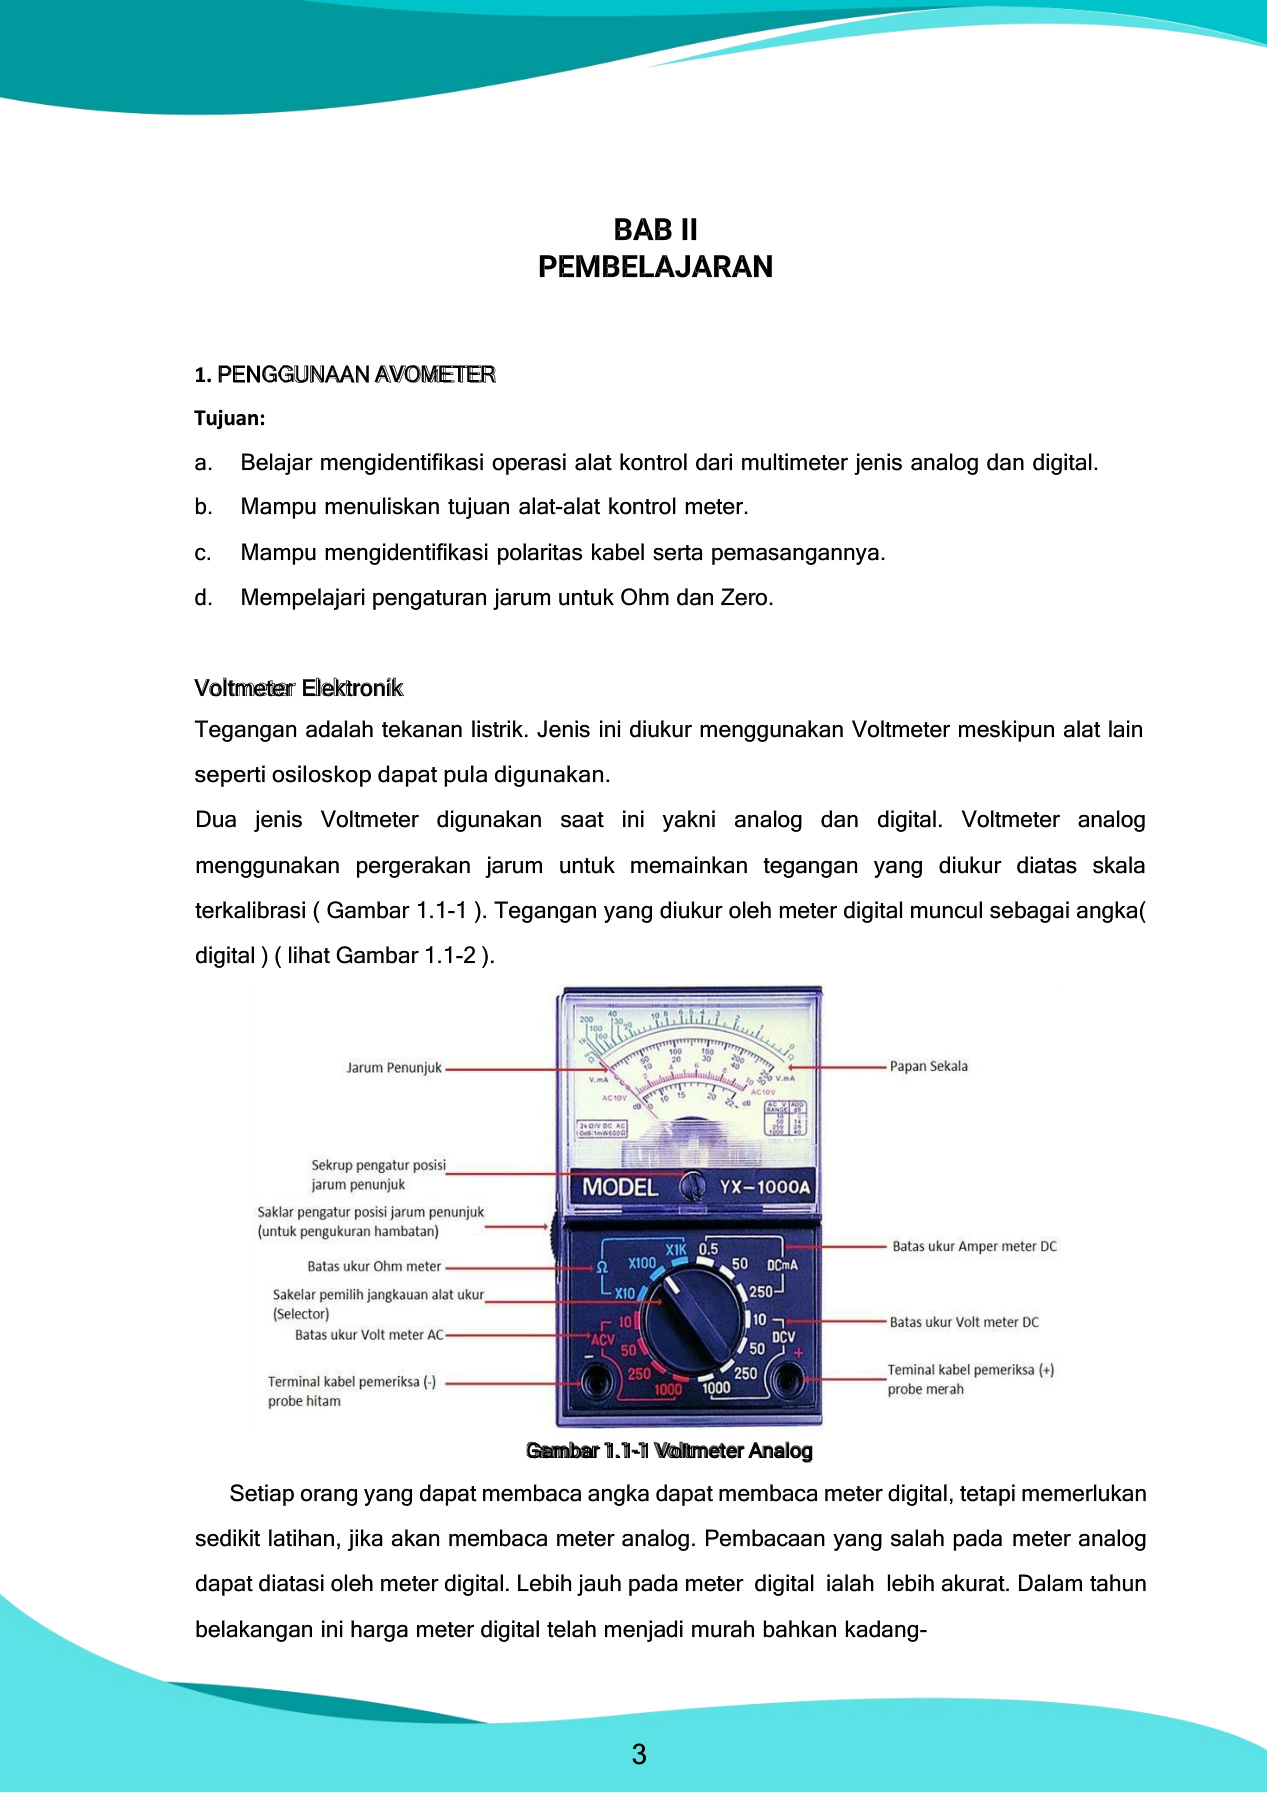 BAB II
PEMBELAJARAN
1. PENGGUNAAN AVOMETER
Tujuan:
a. Belajar mengidentifikasi operasi alat kontrol dari multimeter jenis analog dan digital.
b. Mampu menuliskan tujuan alat-alat kontrol meter.
c. Mampu mengidentifikasi polaritas kabel serta pemasangannya.
d. Mempelajari pengaturan jarum untuk Ohm dan Zero.
Voltmeter Elektronik
Tegangan adalah tekanan listrik. Jenis ini diukur menggunakan Voltmeter meskipun alat lain
seperti osiloskop dapat pula digunakan.
Dua jenis Voltmeter digunakan saat ini yakni analog dan digital. Voltmeter analog
menggunakan pergerakan jarum untuk memainkan tegangan yang diukur diatas skala
terkalibrasi ( Gambar 1.1-1 ). Tegangan yang diukur oleh meter digital muncul sebagai angka(
digital ) ( lihat Gambar 1.1-2 ).
Jarum Penunjuk
Papan Sekala
Sekrup pengatur posisi
jarum penunjuk
MODEL YX-1000A
Saklar pengatur posisi jarum penunjuk
(untuk pengukuran hambatan)
Batas ukur Amper meter DC
Batas ukur Ohm meter
Sakelar pemilih jangkauan alat ukur
(Selector)
Batas ukur Volt meter AC
Batas ukur Volt meter DC
Terminal kabel pemeriksa (-)
probe hitam
Teminal kabel pemeriksa (+)
probe merah
Ω X10 X100 X1K
0.5 50 DCmA 250
10 DCV 50 250 1000
+
ACV 10 50 250 1000
-
Gambar 1.1-1 Voltmeter Analog
Setiap orang yang dapat membaca angka dapat membaca meter digital, tetapi memerlukan
sedikit latihan, jika akan membaca meter analog. Pembacaan yang salah pada meter analog
dapat diatasi oleh meter digital. Lebih jauh pada meter digital ialah lebih akurat. Dalam tahun
belakangan ini harga meter digital telah menjadi murah bahkan kadang-
3